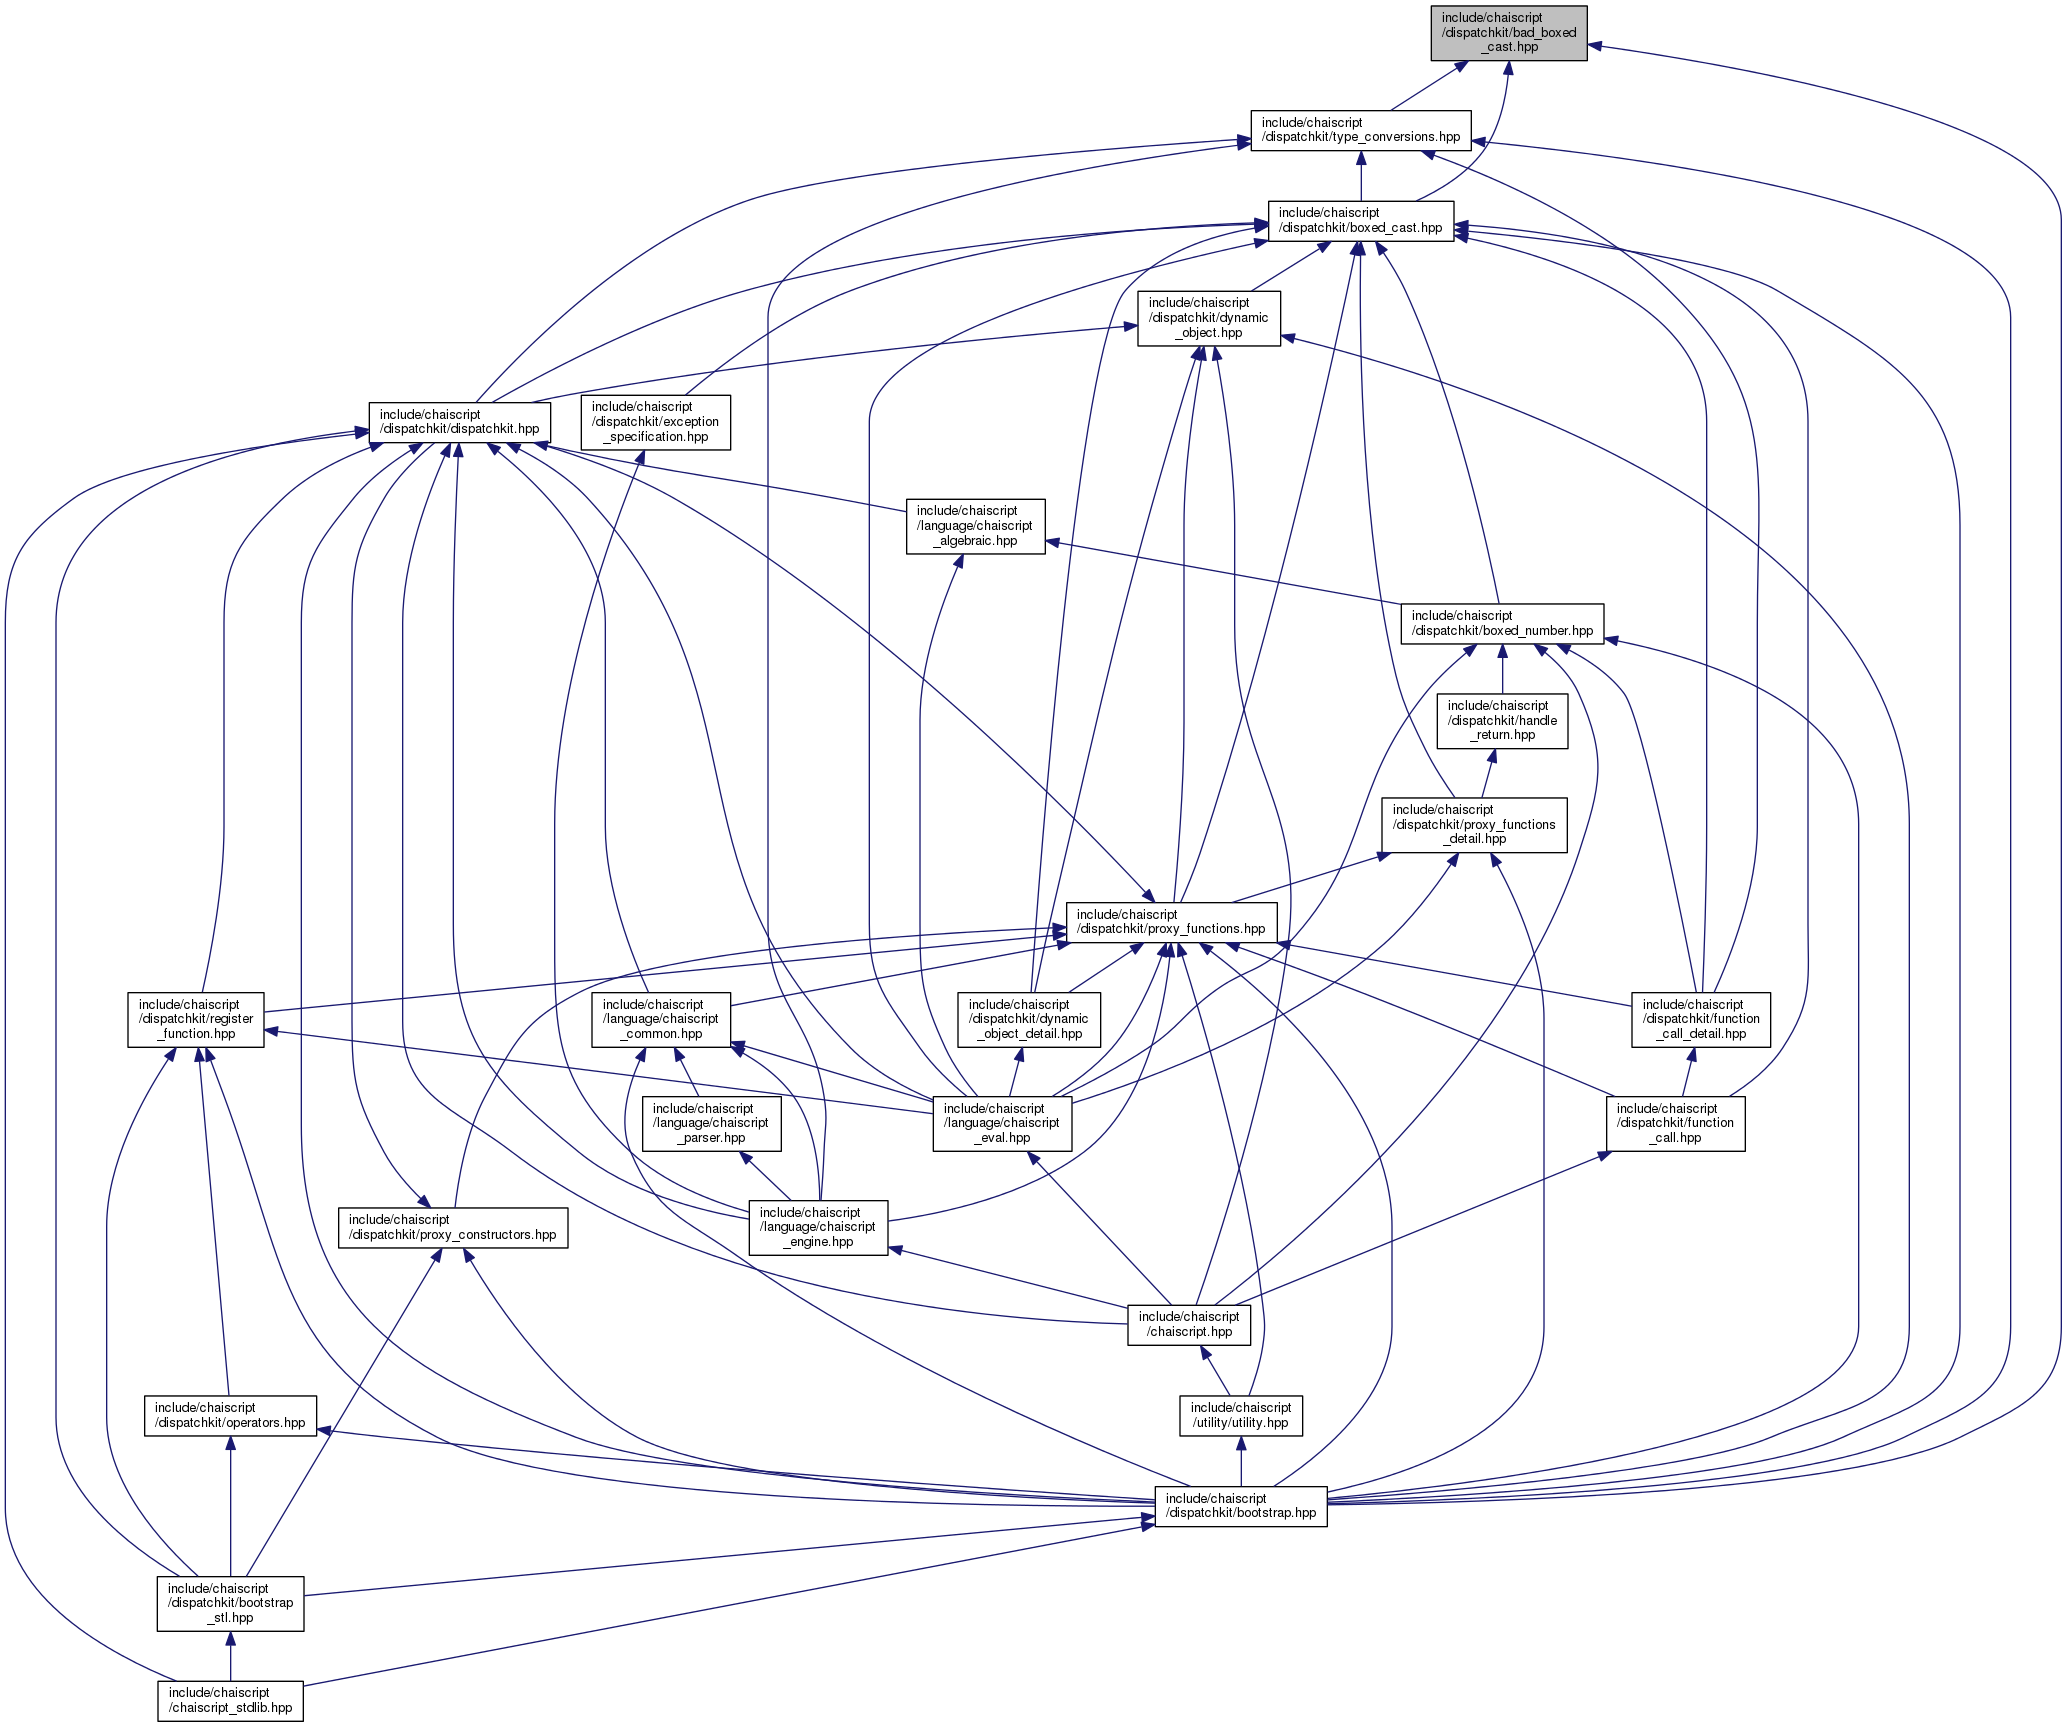 include/chaiscript
/dispatchkit/bad_boxed
_cast.hpp
include/chaiscript
/dispatchkit/type_conversions.hpp
include/chaiscript
/dispatchkit/boxed_cast.hpp
include/chaiscript
/dispatchkit/dynamic
_object.hpp
include/chaiscript
/dispatchkit/dispatchkit.hpp
include/chaiscript
/dispatchkit/exception
_specification.hpp
include/chaiscript
/language/chaiscript
_algebraic.hpp
include/chaiscript
/dispatchkit/boxed_number.hpp
include/chaiscript
/dispatchkit/handle
_return.hpp
include/chaiscript
/dispatchkit/proxy_functions
_detail.hpp
include/chaiscript
/dispatchkit/proxy_functions.hpp
include/chaiscript
/dispatchkit/register
_function.hpp
include/chaiscript
/language/chaiscript
_common.hpp
include/chaiscript
/dispatchkit/dynamic
_object_detail.hpp
include/chaiscript
/dispatchkit/function
_call_detail.hpp
include/chaiscript
/language/chaiscript
_parser.hpp
include/chaiscript
/language/chaiscript
_eval.hpp
include/chaiscript
/dispatchkit/function
_call.hpp
include/chaiscript
/dispatchkit/proxy_constructors.hpp
include/chaiscript
/language/chaiscript
_engine.hpp
include/chaiscript
/chaiscript.hpp
include/chaiscript
/dispatchkit/operators.hpp
include/chaiscript
/utility/utility.hpp
include/chaiscript
/dispatchkit/bootstrap.hpp
include/chaiscript
/dispatchkit/bootstrap
_stl.hpp
include/chaiscript
/chaiscript_stdlib.hpp